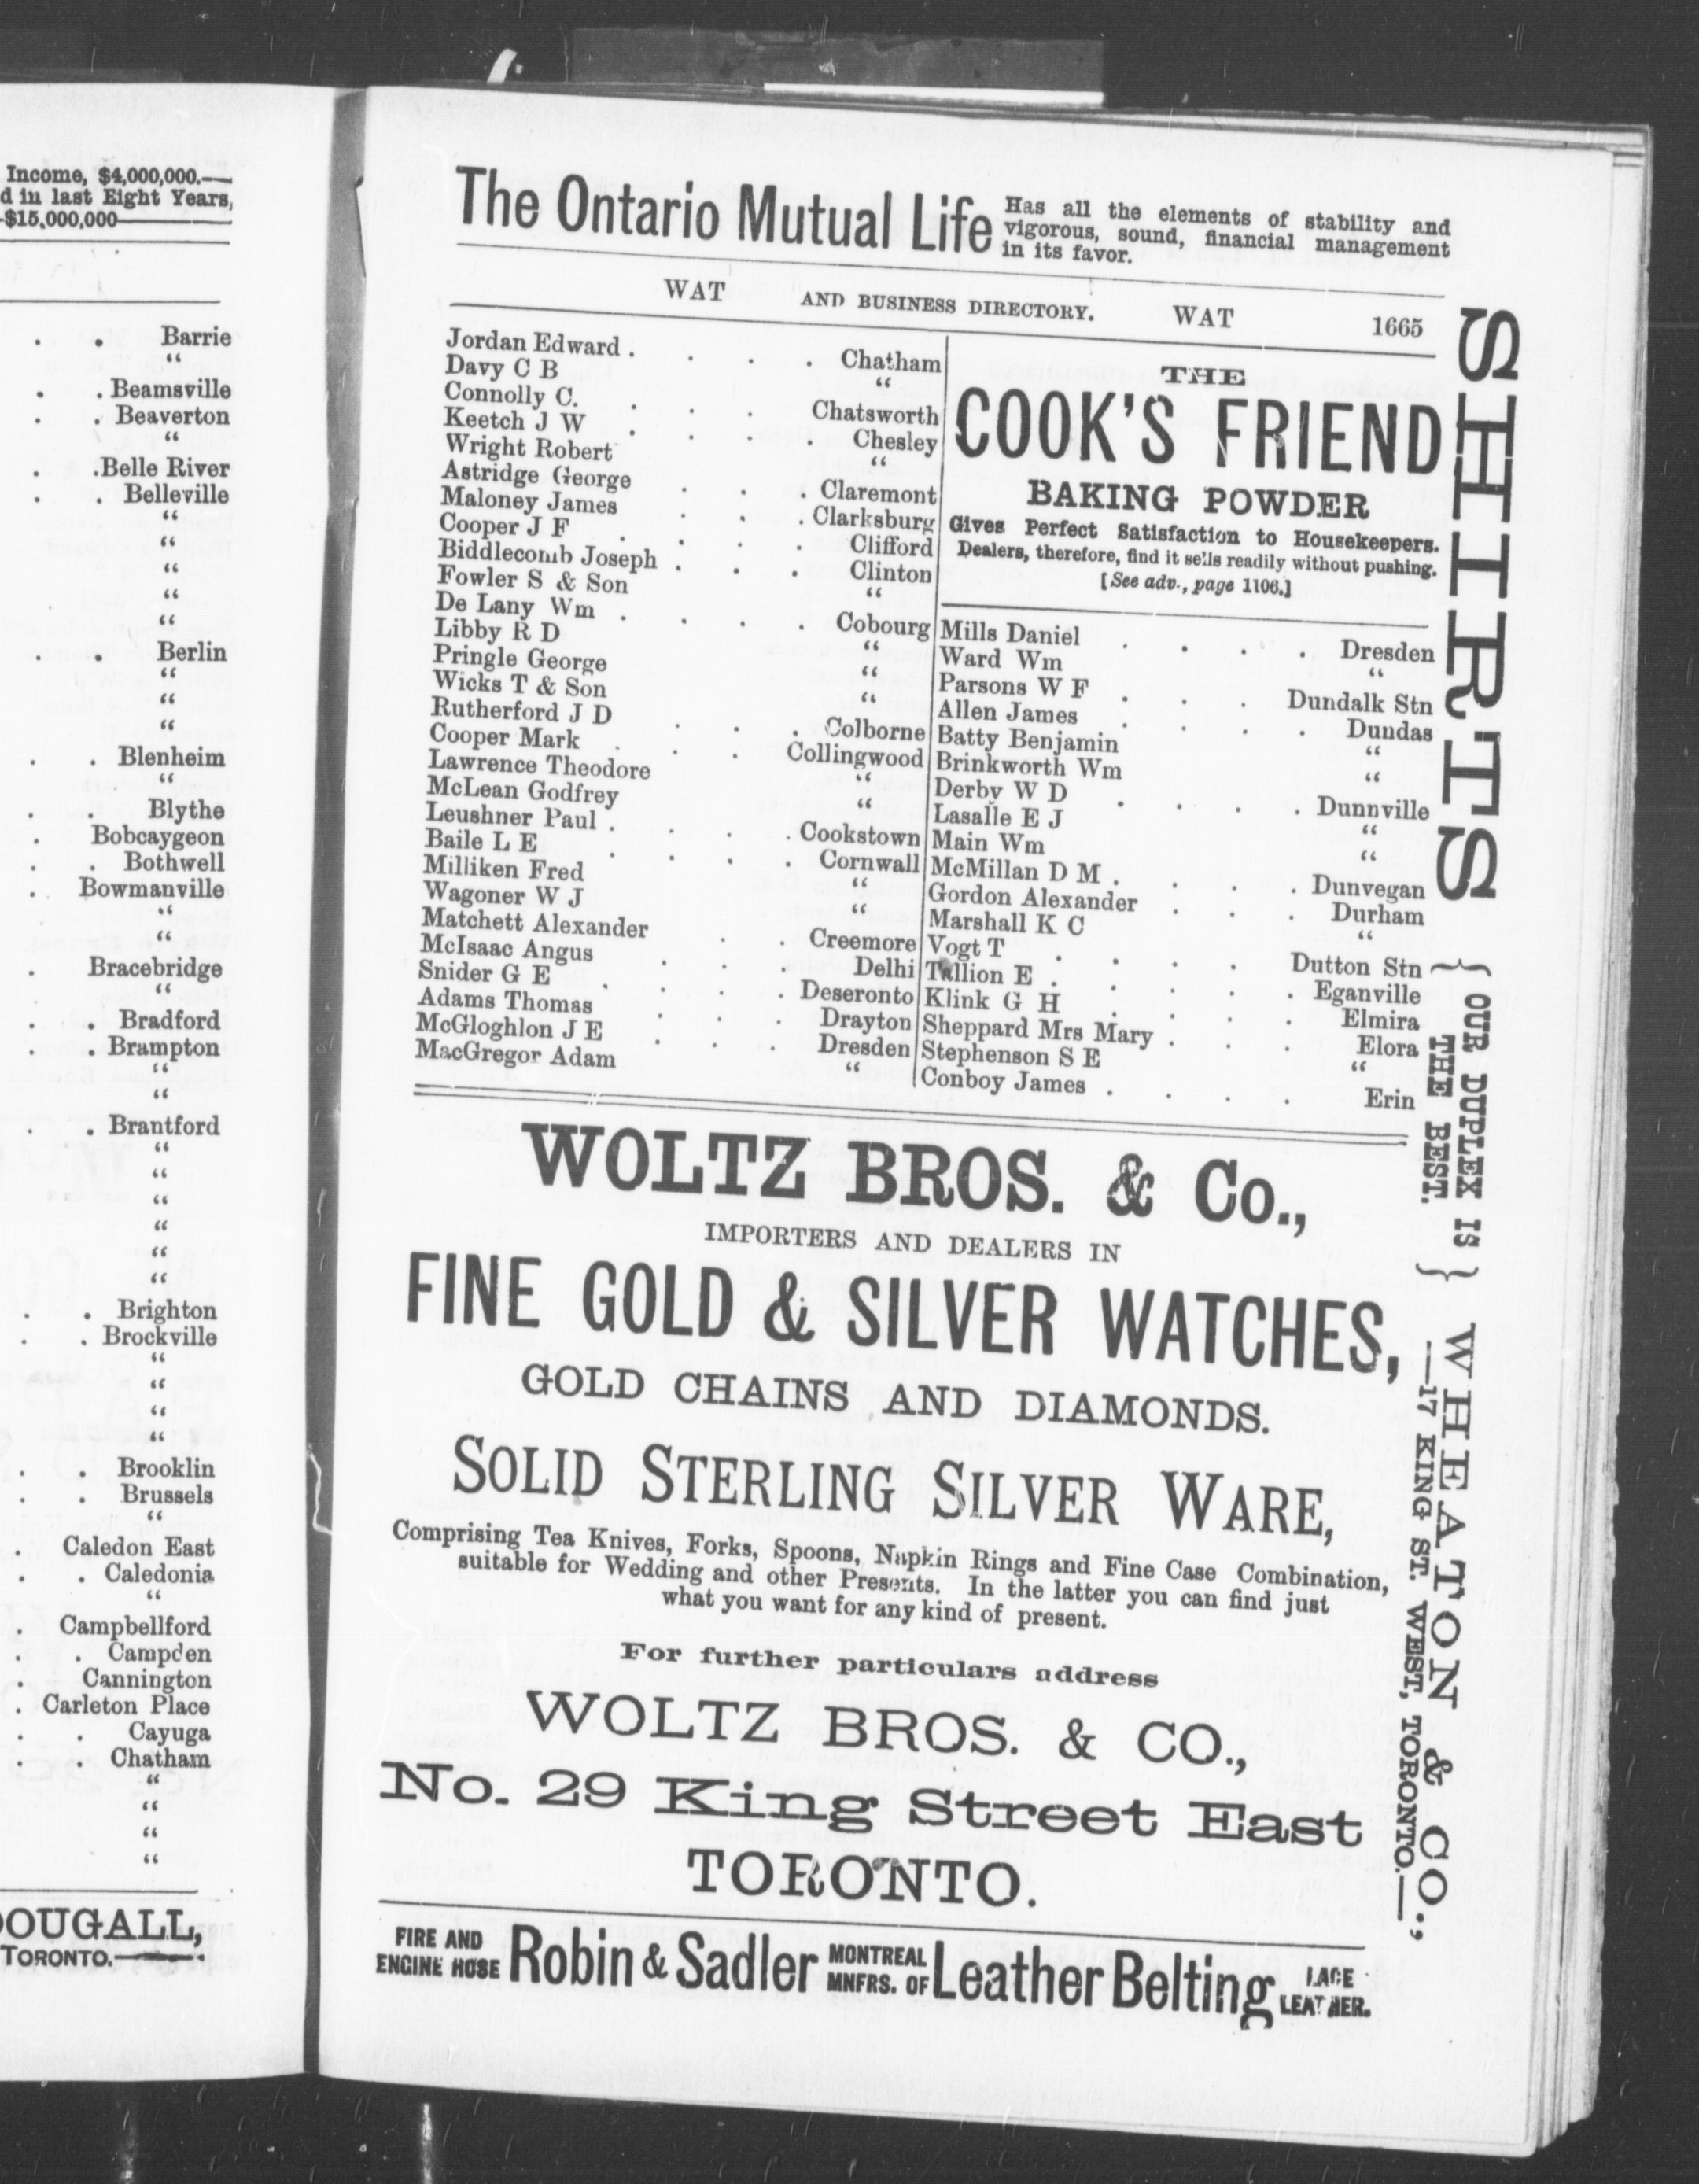 Income, $4,000,000.—
d in last Eight Years,
-$15,000,000
. . Barrie
“
. . Beamsville
. . Beaverton
“
. . Belle River
. . Belleville
“
“
“
“
“
. . Berlin
“
“
“
. . Blenheim
“
. . Blythe
. Bobcaygeon
. . Bothwell
. Bowmanville
“
“
. Bracebridge
“
. . Bradford
. . Brampton
“
“
. . Brantford
“
“
“
“
“
“
. . Brighton
. . Brockville
“
“
“
“
. . Brooklin
. . Brussels
“
. Caledon East
. . Caledonia
“
. Campbellford
. . Campden
. Cannington
. Carleton Place
. . Cayuga
. . Chatham
“
“
“
“
OUGALL,
TORONTO.
The Ontario Mutual Life
Has all the elements of stability and
vigorous, sound, financial management
in its favor.
WAT AND BUSINESS DIRECTORY. WAT 1665
Jordan Edward . . . . Chatham
Davy C B “
Connolly C. . . . Chatsworth
Keetch J W . . . . Chesley
Wright Robert “
Astridge George . . . Claremont
Maloney James . . . Clarksburg
Cooper J F . . . . Clifford
Biddlecomb Joseph . . . Clinton
Fowler S & Son “
De Lany Wm . . . . Cobourg
Libby R D “
Pringle George “
Wicks T & Son “
Rutherford J D . . . Colborne
Cooper Mark . . . Collingwood
Lawrence Theodore “
McLean Godfrey “
Leushner Paul . . . . Cookstown
Baile L E . . . . Cornwall
Milliken Fred “
Wagoner W J “
Matchett Alexander . . Creemore
McIsaac Angus . . . Delhi
Snider G E . . . . Deseronto
Adams Thomas . . . Drayton
McGloghlon J E . . . Dresden
MacGregor Adam “
THE
COOK'S FRIEND
BAKING POWDER
Gives Perfect Satisfaction to Housekeepers.
Dealers, therefore, find it sells readily without pushing.
[See adv., page 1106.]
Mills Daniel . . . . Dresden
Ward Wm “
Parsons W F . . . Dundalk Stn
Allen James . . . . Dundas
Batty Benjamin “
Brinkworth Wm “
Derby W D . . . . Dunnville
Lasalle E J “
Main Wm “
McMillan D M . . . . Dunvegan
Gordon Alexander . . . Durham
Marshall K C “
Vogt T . . . . Dutton Stn
Tallion E . . . . . Eganville
Klink G H . . . . Elmira
Sheppard Mrs Mary . . . Elora
Stephenson S E “
Conboy James . . . . Erin
WOLTZ BROS. & Co.,
IMPORTERS AND DEALERS IN
FINE GOLD & SILVER WATCHES,
GOLD CHAINS AND DIAMONDS.
SOLID STERLING SILVER WARE,
Comprising Tea Knives, Forks, Spoons, Napkin Rings and Fine Case Combination,
suitable for Wedding and other Presents. In the latter you can find just
what you want for any kind of present.
For further particulars address
WOLTZ BROS. & CO.,
No. 29 King Street East
TORONTO.
FIRE AND
ENGINE HOSE
Robin & Sadler
MONTREAL
MNFRS. OF
Leather Belting
LACE
LEATHER.
SHIRTS
{ OUR DUPLEX IS
THE BEST. }
WHEATON & CO.,
—17 KING ST. WEST, TORONTO.—